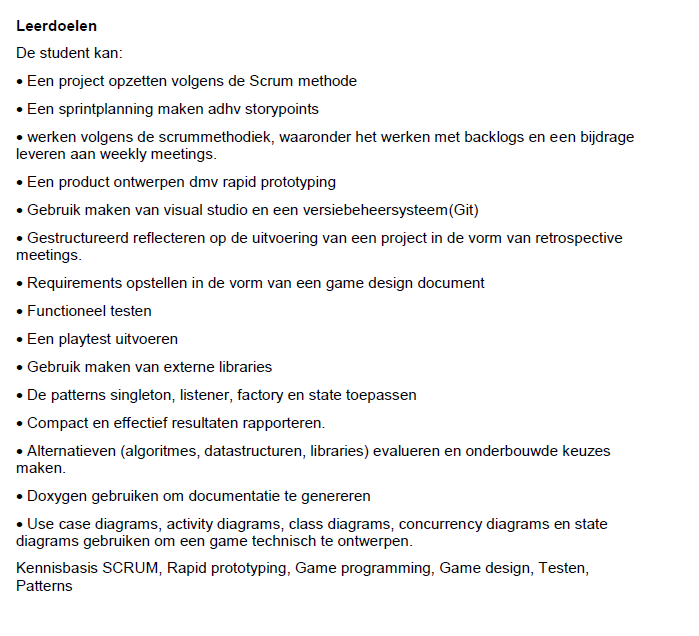 Leerdoelen
De student kan:
• Een project opzetten volgens de Scrum methode
• Een sprintplanning maken adhv storypoints
• werken volgens de scrummethodiek, waaronder het werken met backlogs en een bijdrage
leveren aan weekly meetings.
• Een product ontwerpen dmv rapid prototyping
• Gebruik maken van visual studio en een versiebeheersysteem(Git)
• Gestructureerd reflecteren op de uitvoering van een project in de vorm van retrospective
meetings.
• Requirements opstellen in de vorm van een game design document
• Functioneel testen
• Een playtest uitvoeren
• Gebruik maken van externe libraries
• De patterns singleton, listener, factory en state toepassen
• Compact en effectief resultaten rapporteren.
• Alternatieven (algoritmes, datastructuren, libraries) evalueren en onderbouwde keuzes
maken.
• Doxygen gebruiken om documentatie te genereren
• Use case diagrams, activity diagrams, class diagrams, concurrency diagrams en state
diagrams gebruiken om een game technisch te ontwerpen.
Kennisbasis SCRUM, Rapid prototyping, Game programming, Game design, Testen,
Patterns